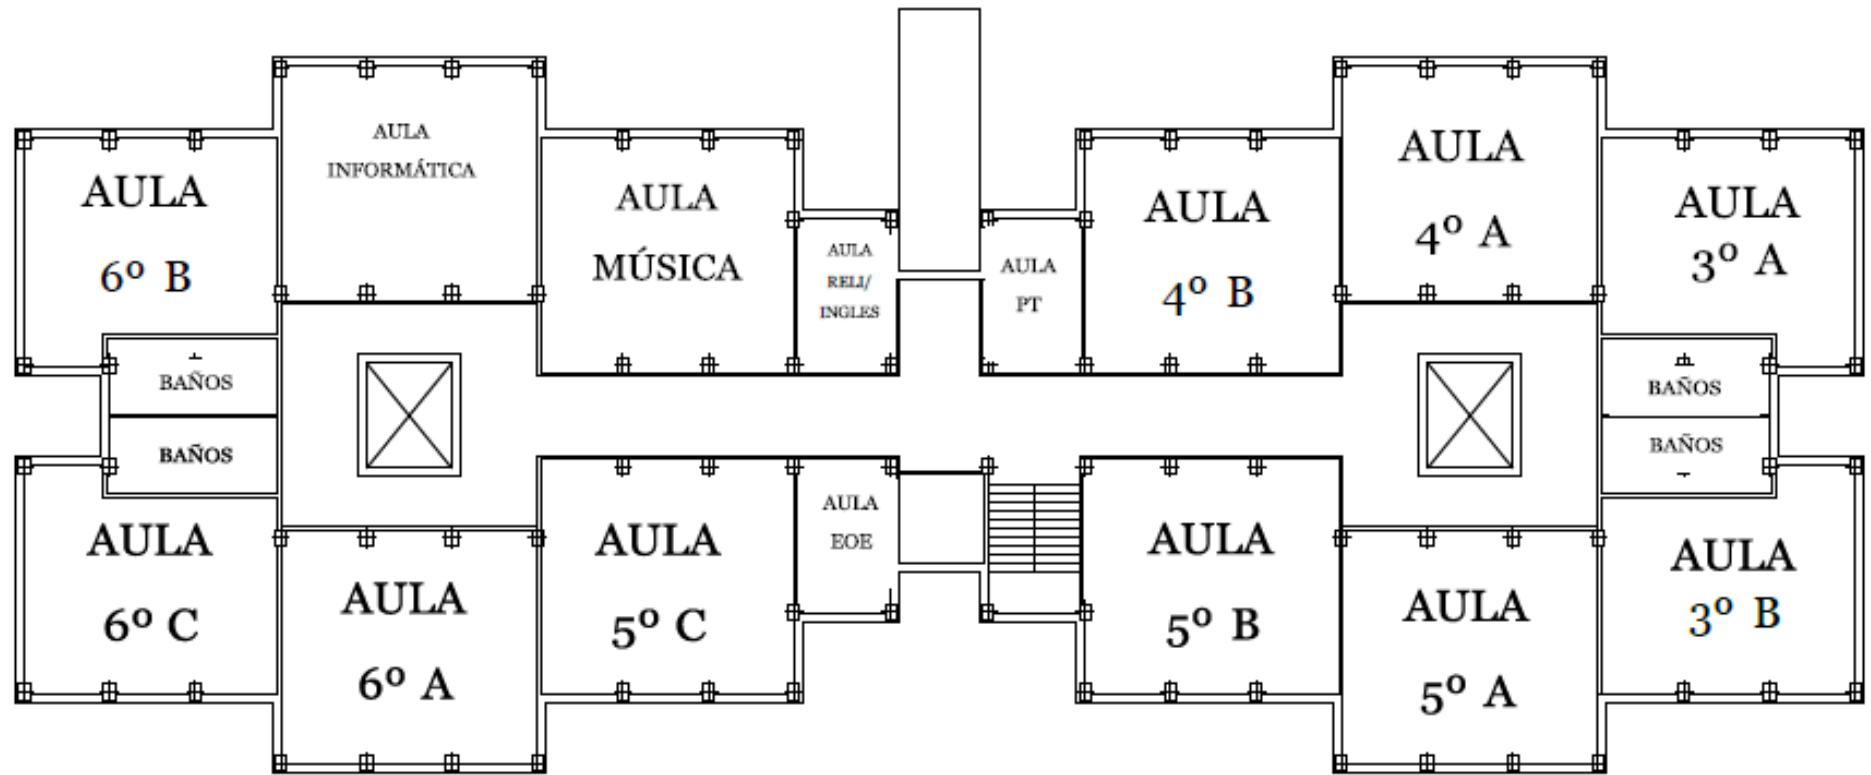 AULA
6º B
AULA
INFORMÁTICA
AULA
MÚSICA
AULA
RELI/
INGLES
AULA
PT
AULA
4º B
AULA
4º A
AULA
3º A
BAÑOS
BAÑOS
BAÑOS
BAÑOS
AULA
6º C
AULA
6º A
AULA
5º C
AULA
EOE
AULA
5º B
AULA
5º A
AULA
3º B